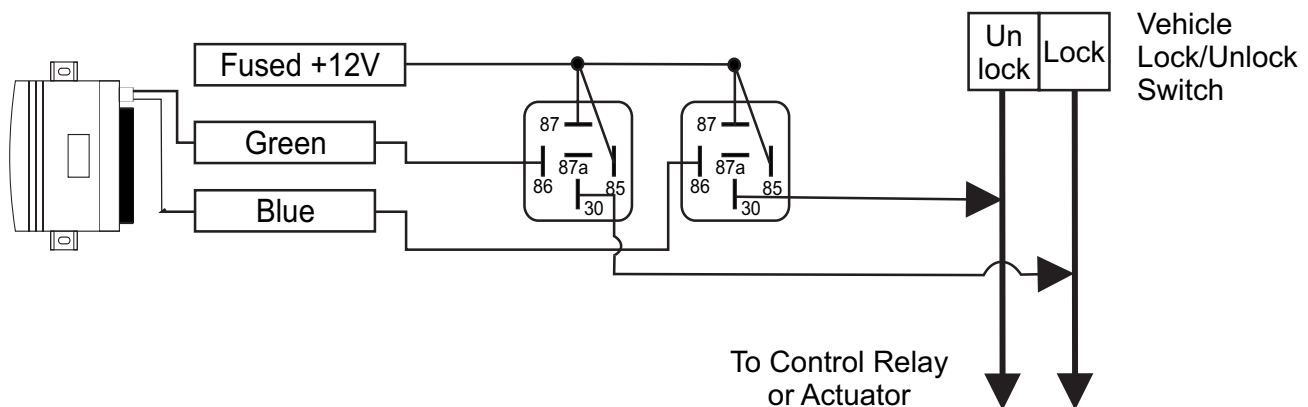 Un
lock
Lock
Vehicle
Lock/Unlock
Switch
Fused +12V
Green
Blue
87
87a
86
85
30
87
87a
86
85
30
To Control Relay
or Actuator